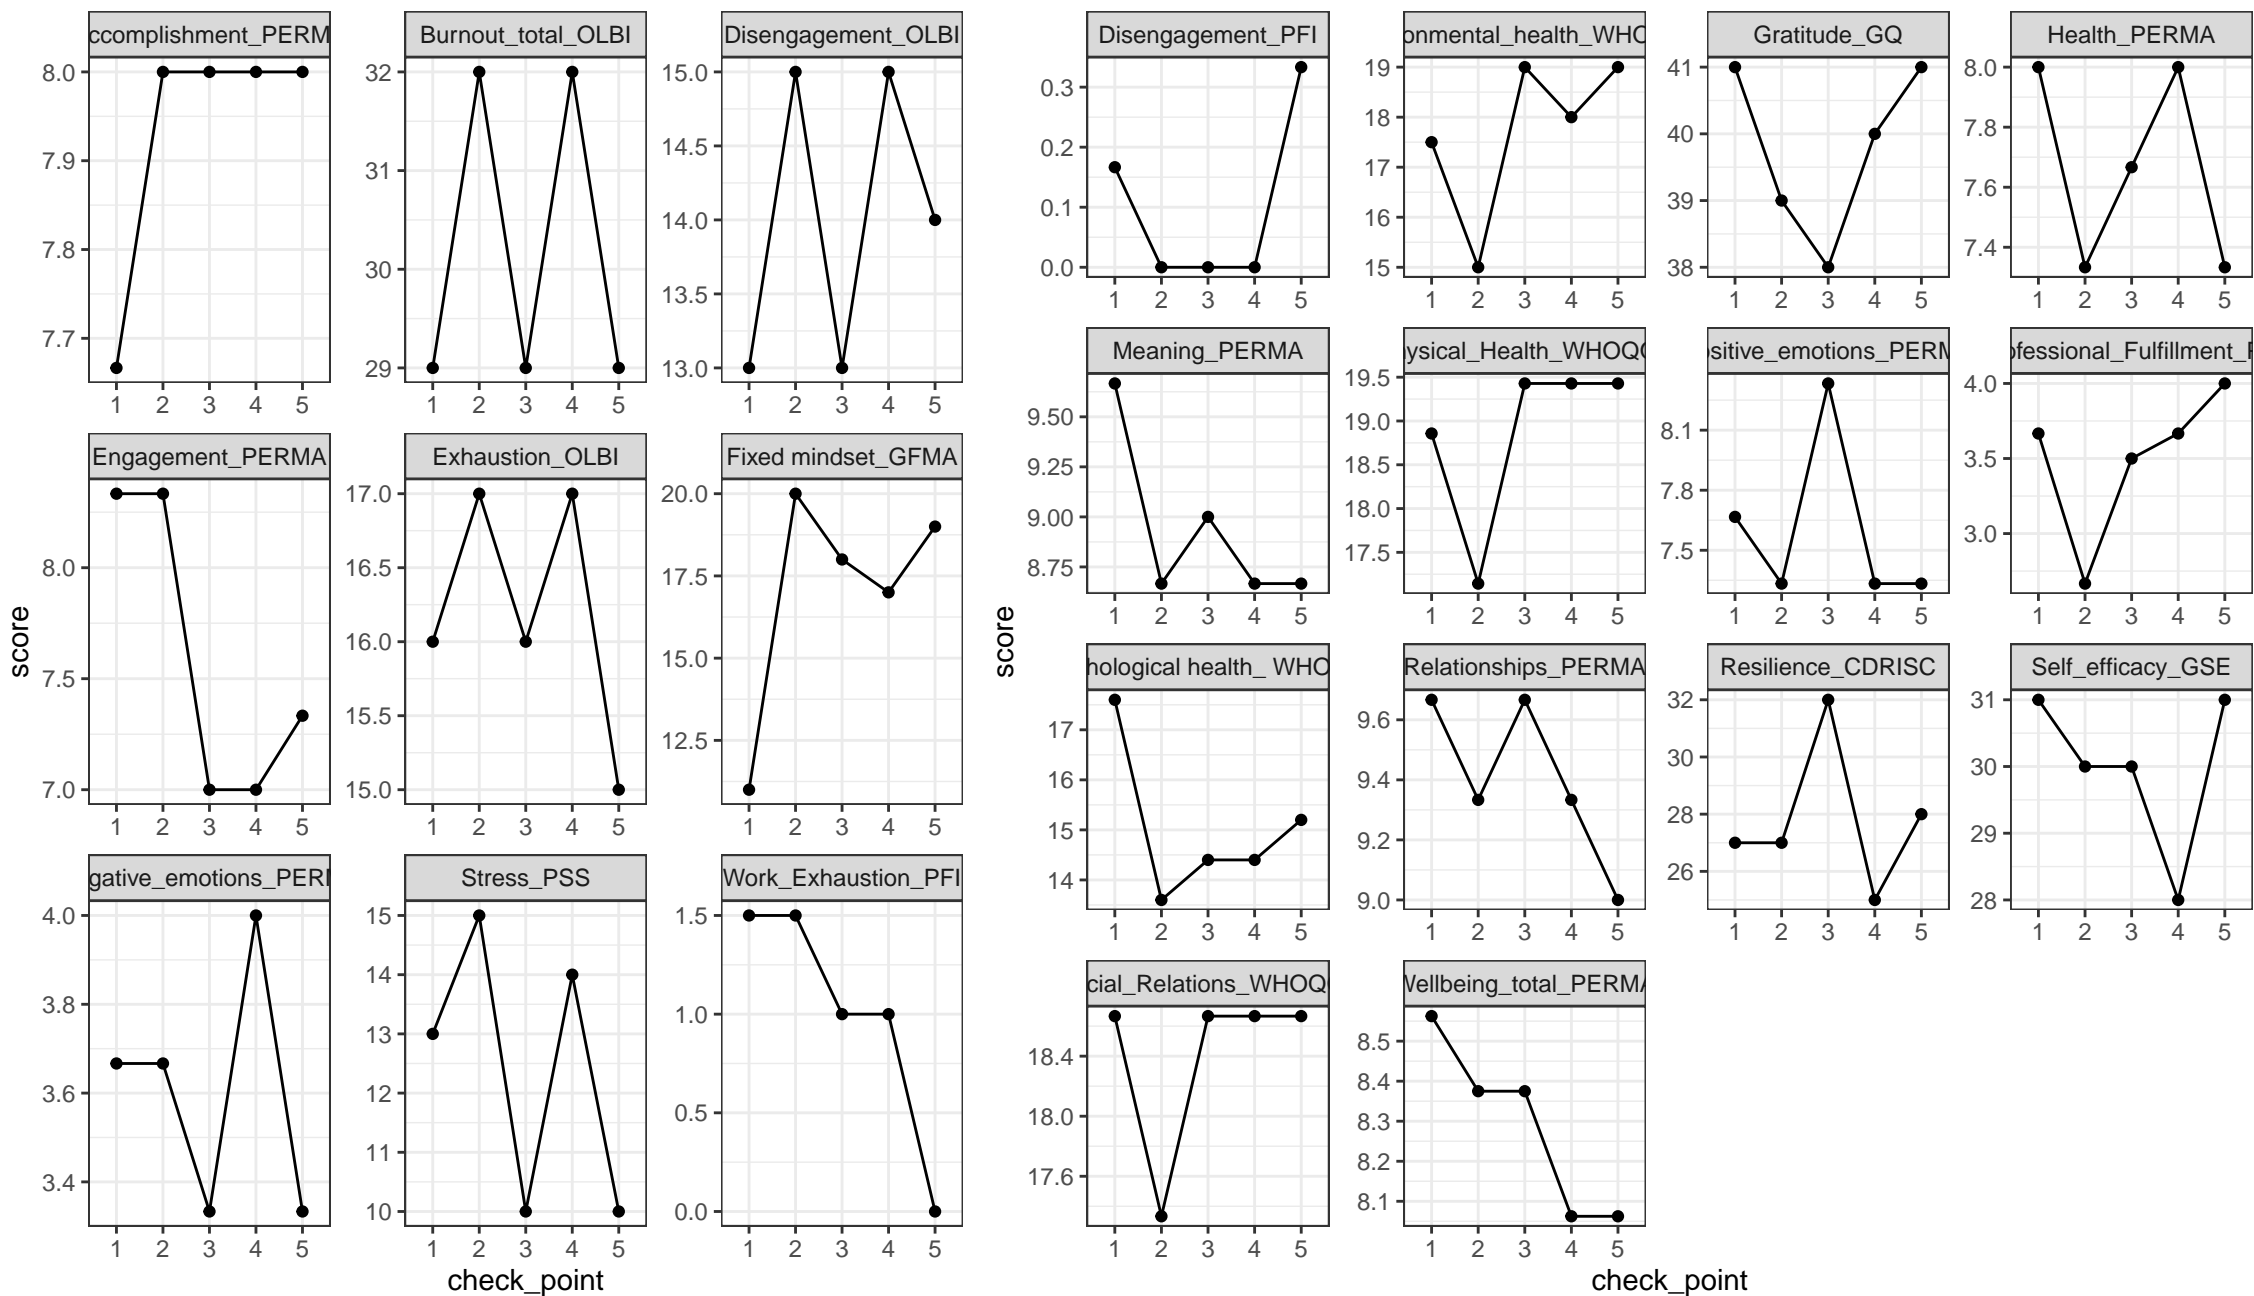 ccomplishment_PERM
Burnout_total_OLBI
Disengagement_OLBI
8.0
7.9
7.8
7.7
1 2 3 4 5
32
31
30
29
1 2 3 4 5
15.0
14.5
14.0
13.5
13.0
1 2 3 4 5
Engagement_PERMA
Exhaustion_OLBI
Fixed mindset_GFMA
8.0
7.5
7.0
1 2 3 4 5
17.0
16.5
16.0
15.5
15.0
1 2 3 4 5
20.0
17.5
15.0
12.5
1 2 3 4 5
gative_emotions_PER
Stress_PSS
Work_Exhaustion_PFI
4.0
3.8
3.6
3.4
1 2 3 4 5
15
14
13
12
11
10
1 2 3 4 5
1.5
1.0
0.5
0.0
1 2 3 4 5
score
check_point
Disengagement_PFI
onmental_health_WHO
Gratitude_GQ
Health_PERMA
0.3
0.2
0.1
0.0
1 2 3 4 5
19
18
17
16
15
1 2 3 4 5
41
40
39
38
1 2 3 4 5
8.0
7.8
7.6
7.4
1 2 3 4 5
Meaning_PERMA
ysical_Health_WHOQ
sitive_emotions_PERM
ofessional_Fulfillment_
9.50
9.25
9.00
8.75
1 2 3 4 5
19.5
19.0
18.5
18.0
17.5
1 2 3 4 5
8.1
7.8
7.5
1 2 3 4 5
4.0
3.5
3.0
1 2 3 4 5
hological health_ WHO
Relationships_PERMA
Resilience_CDRISC
Self_efficacy_GSE
17
16
15
14
1 2 3 4 5
9.6
9.4
9.2
9.0
1 2 3 4 5
32
30
28
26
1 2 3 4 5
31
30
29
28
1 2 3 4 5
cial_Relations_WHOQ
Wellbeing_total_PERMA
18.4
18.0
17.6
1 2 3 4 5
8.5
8.4
8.3
8.2
8.1
1 2 3 4 5
score
check_point